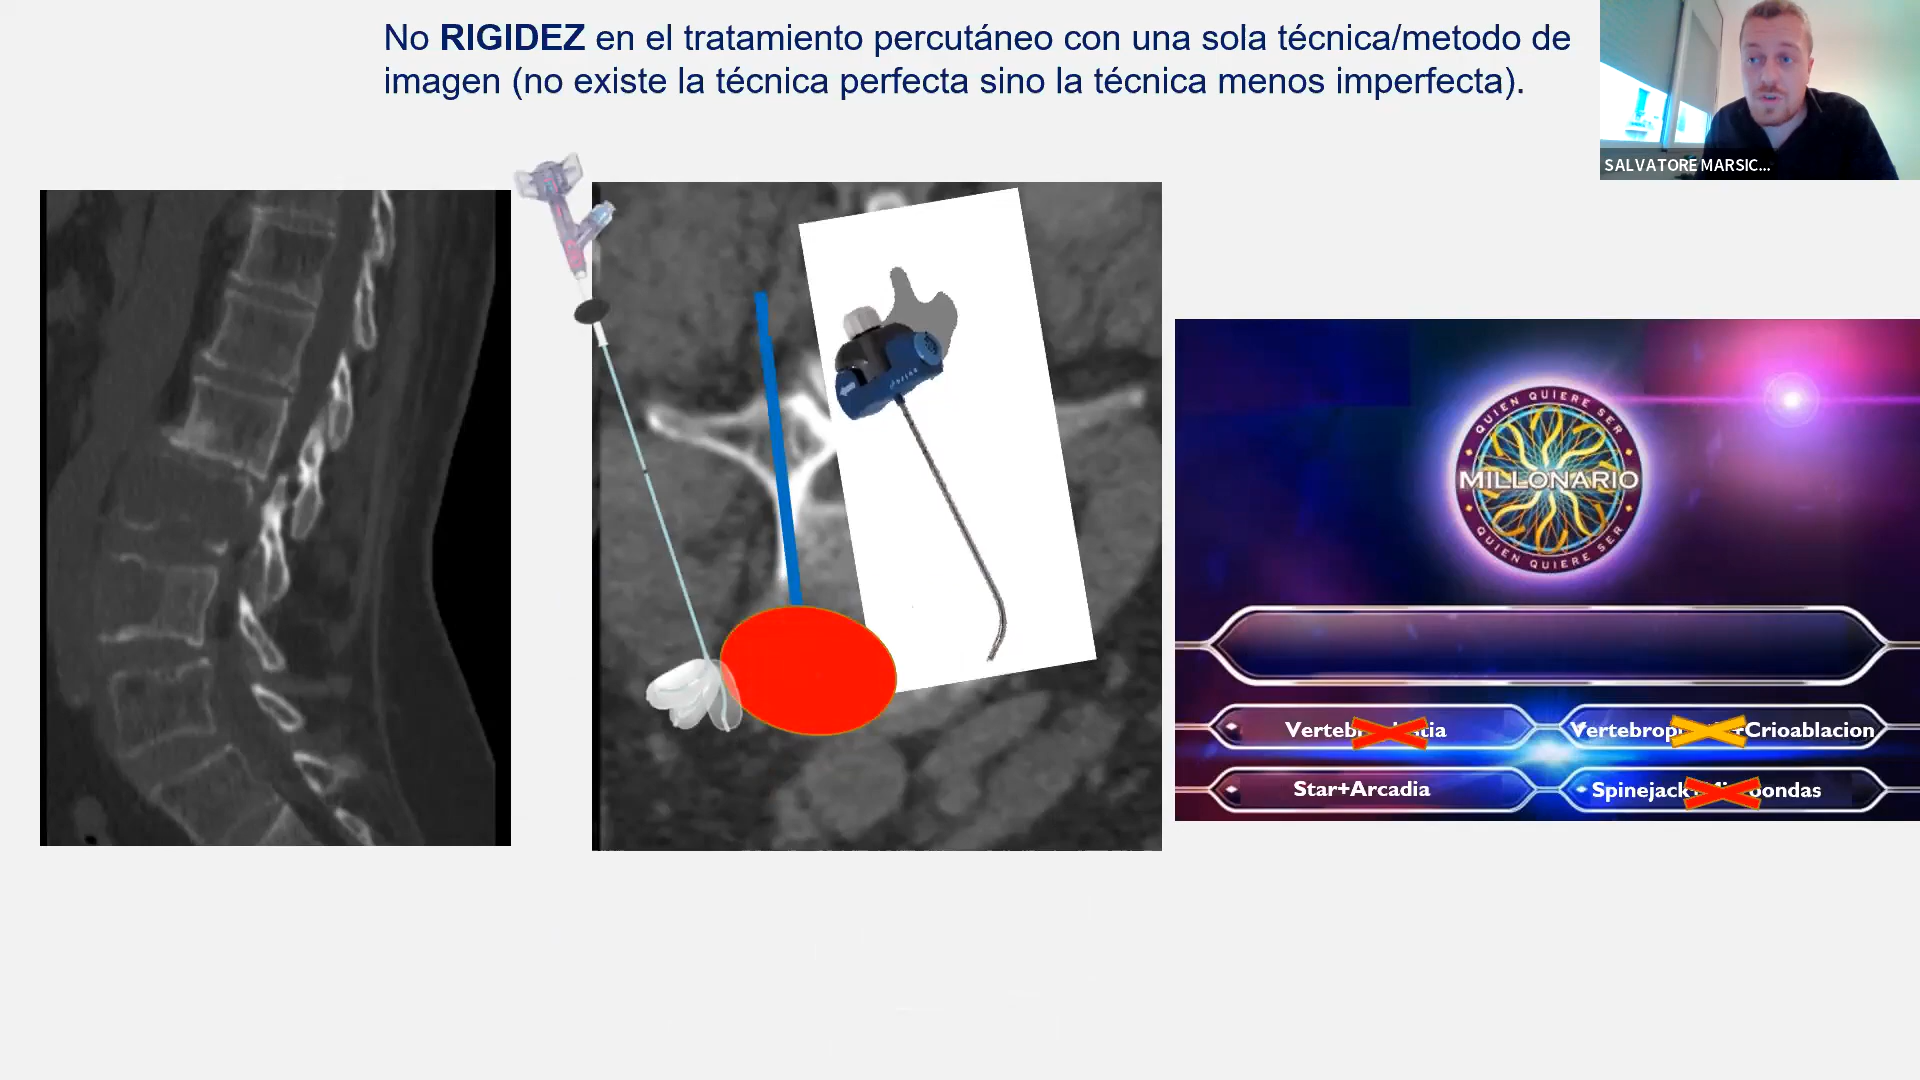 No RIGIDEZ en el tratamiento percutáneo con una sola técnica/metodo de
imagen (no existe la técnica perfecta sino la técnica menos imperfecta).
SALVATORE MARSIC...
QUIEN QUIERE SER
MILLONARIO
QUIEN QUIERE SER
Star+Arcadia
+Crioablacion
Spinejack